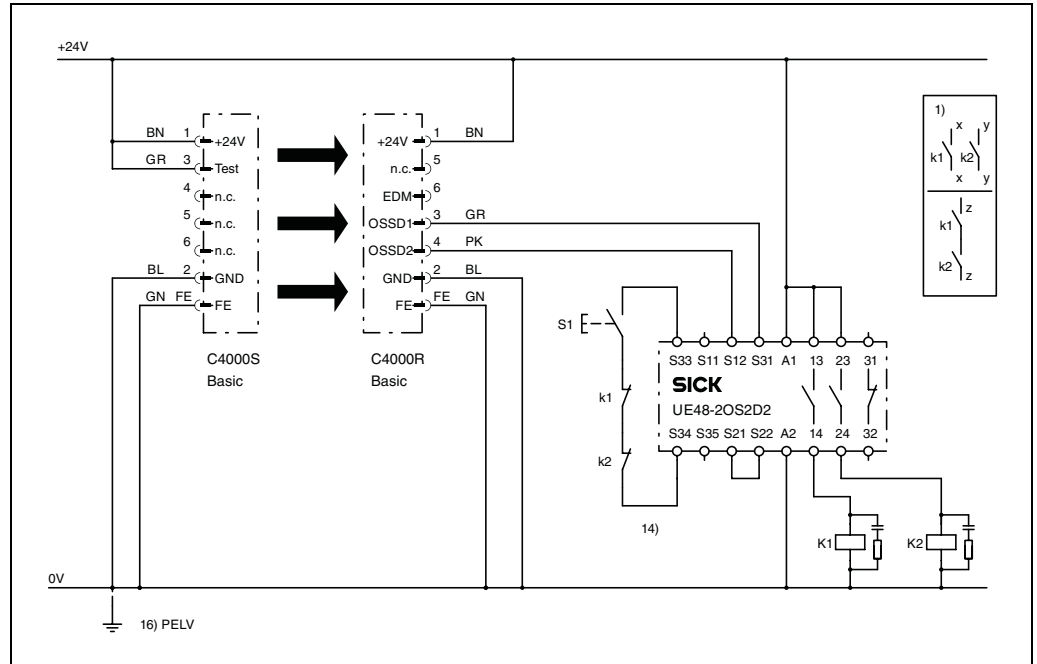 +24V
BN 1 +24V
GR 3 Test
4 n.c.
5 n.c.
6 n.c.
BL 2 GND
GN FE FE
C4000S
Basic
+24V 1 BN
n.c. 5
EDM 6
OSSD1 3 GR
OSSD2 4 PK
GND 2 BL
FE FE GN
C4000R
Basic
1)
x y
k1 k2
x y
z
k1
k2
z
S1
k1
k2
14)
S33 S11 S12 S31 A1 13 23 31
SICK
UE48-2OS2D2
S34 S35 S21 S22 A2 14 24 32
K1
K2
0V
16) PELV